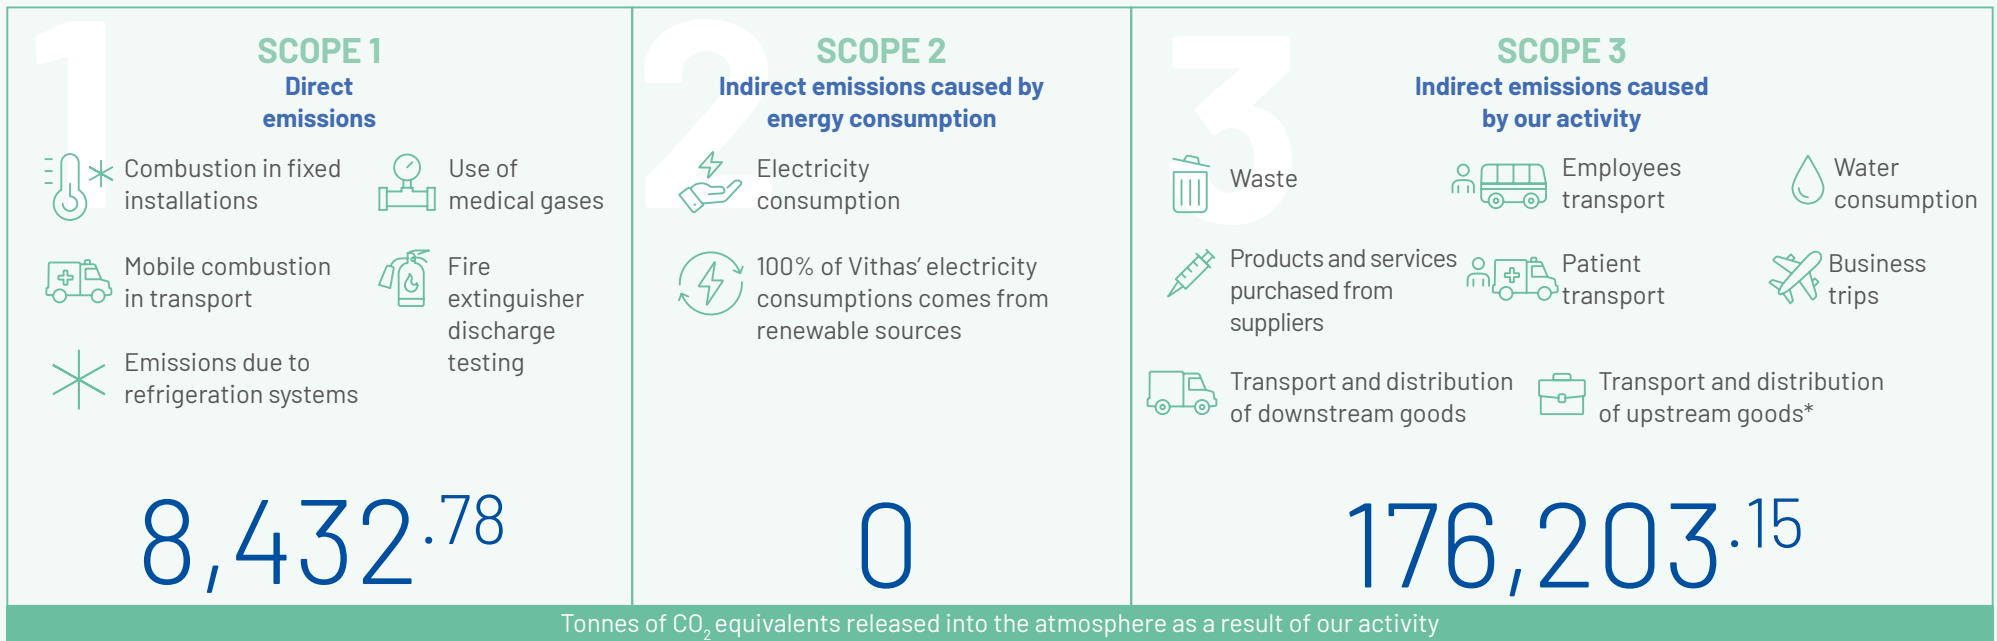 1
SCOPE 1
Direct
emissions
Combustion in fixed
installations
Use of
medical gases
Mobile combustion
in transport
Fire
extinguisher
discharge
testing
Emissions due to
refrigeration systems
8,432.78
2
SCOPE 2
Indirect emissions caused by
energy consumption
Electricity
consumption
100% of Vithas’ electricity
consumptions comes from
renewable sources
0
3
SCOPE 3
Indirect emissions caused
by our activity
Waste
Employees
transport
Water
consumption
Products and services
purchased from
suppliers
Patient
transport
Business
trips
Transport and distribution
of downstream goods
Transport and distribution
of upstream goods*
176,203.15
Tonnes of CO₂ equivalents released into the atmosphere as a result of our activity